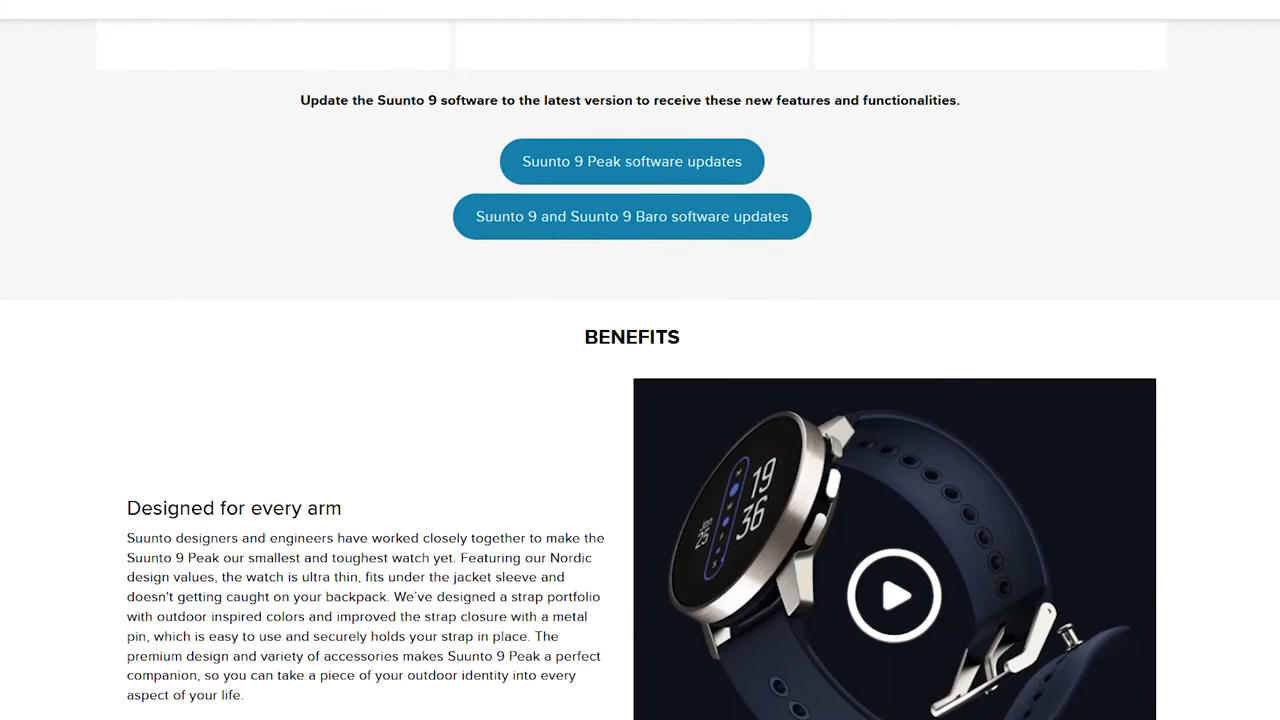 Update the Suunto 9 software to the latest version to receive these new features and functionalities.
Suunto 9 Peak software updates
Suunto 9 and Suunto 9 Baro software updates
BENEFITS
Designed for every arm
Suunto designers and engineers have worked closely together to make the
Suunto 9 Peak our smallest and toughest watch yet. Featuring our Nordic
design values, the watch is ultra thin, fits under the jacket sleeve and
doesn't getting caught on your backpack. We've designed a strap portfolio
with outdoor inspired colors and improved the strap closure with a metal
pin, which is easy to use and securely holds your strap in place. The
premium design and variety of accessories makes Suunto 9 Peak a perfect
companion, so you can take a piece of your outdoor identity into every
aspect of your life.
19
36